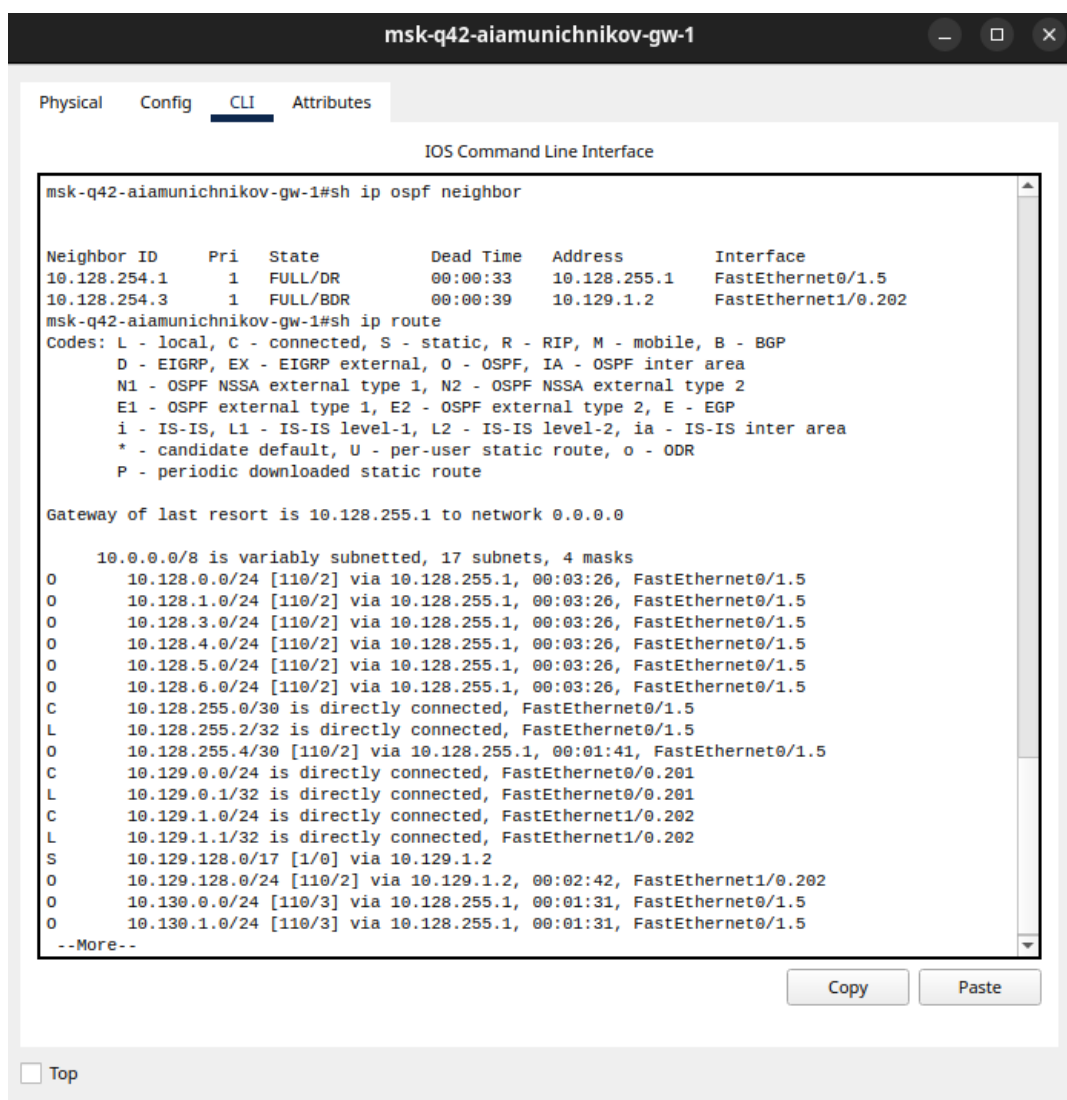 msk-q42-aiamunichnikov-gw-1
Physical Config CLI Attributes
IOS Command Line Interface
msk-q42-aiamunichnikov-gw-1#sh ip ospf neighbor
Neighbor ID     Pri   State           Dead Time   Address         Interface
10.128.254.1      1   FULL/DR         00:00:33    10.128.255.1    FastEthernet0/1.5
10.128.254.3      1   FULL/BDR        00:00:39    10.129.1.2      FastEthernet1/0.202
msk-q42-aiamunichnikov-gw-1#sh ip route
Codes: L - local, C - connected, S - static, R - RIP, M - mobile, B - BGP
       D - EIGRP, EX - EIGRP external, O - OSPF, IA - OSPF inter area
       N1 - OSPF NSSA external type 1, N2 - OSPF NSSA external type 2
       E1 - OSPF external type 1, E2 - OSPF external type 2, E - EGP
       i - IS-IS, L1 - IS-IS level-1, L2 - IS-IS level-2, ia - IS-IS inter area
       * - candidate default, U - per-user static route, o - ODR
       P - periodic downloaded static route
Gateway of last resort is 10.128.255.1 to network 0.0.0.0
     10.0.0.0/8 is variably subnetted, 17 subnets, 4 masks
O       10.128.0.0/24 [110/2] via 10.128.255.1, 00:03:26, FastEthernet0/1.5
O       10.128.1.0/24 [110/2] via 10.128.255.1, 00:03:26, FastEthernet0/1.5
O       10.128.3.0/24 [110/2] via 10.128.255.1, 00:03:26, FastEthernet0/1.5
O       10.128.4.0/24 [110/2] via 10.128.255.1, 00:03:26, FastEthernet0/1.5
O       10.128.5.0/24 [110/2] via 10.128.255.1, 00:03:26, FastEthernet0/1.5
O       10.128.6.0/24 [110/2] via 10.128.255.1, 00:03:26, FastEthernet0/1.5
C       10.128.255.0/30 is directly connected, FastEthernet0/1.5
L       10.128.255.2/32 is directly connected, FastEthernet0/1.5
O       10.128.255.4/30 [110/2] via 10.128.255.1, 00:01:41, FastEthernet0/1.5
C       10.129.0.0/24 is directly connected, FastEthernet0/0.201
L       10.129.0.1/32 is directly connected, FastEthernet0/0.201
C       10.129.1.0/24 is directly connected, FastEthernet1/0.202
L       10.129.1.1/32 is directly connected, FastEthernet1/0.202
S       10.129.128.0/17 [1/0] via 10.129.1.2
O       10.129.128.0/24 [110/2] via 10.129.1.2, 00:02:42, FastEthernet1/0.202
O       10.130.0.0/24 [110/3] via 10.128.255.1, 00:01:31, FastEthernet0/1.5
O       10.130.1.0/24 [110/3] via 10.128.255.1, 00:01:31, FastEthernet0/1.5
 --More--
Copy Paste
Top